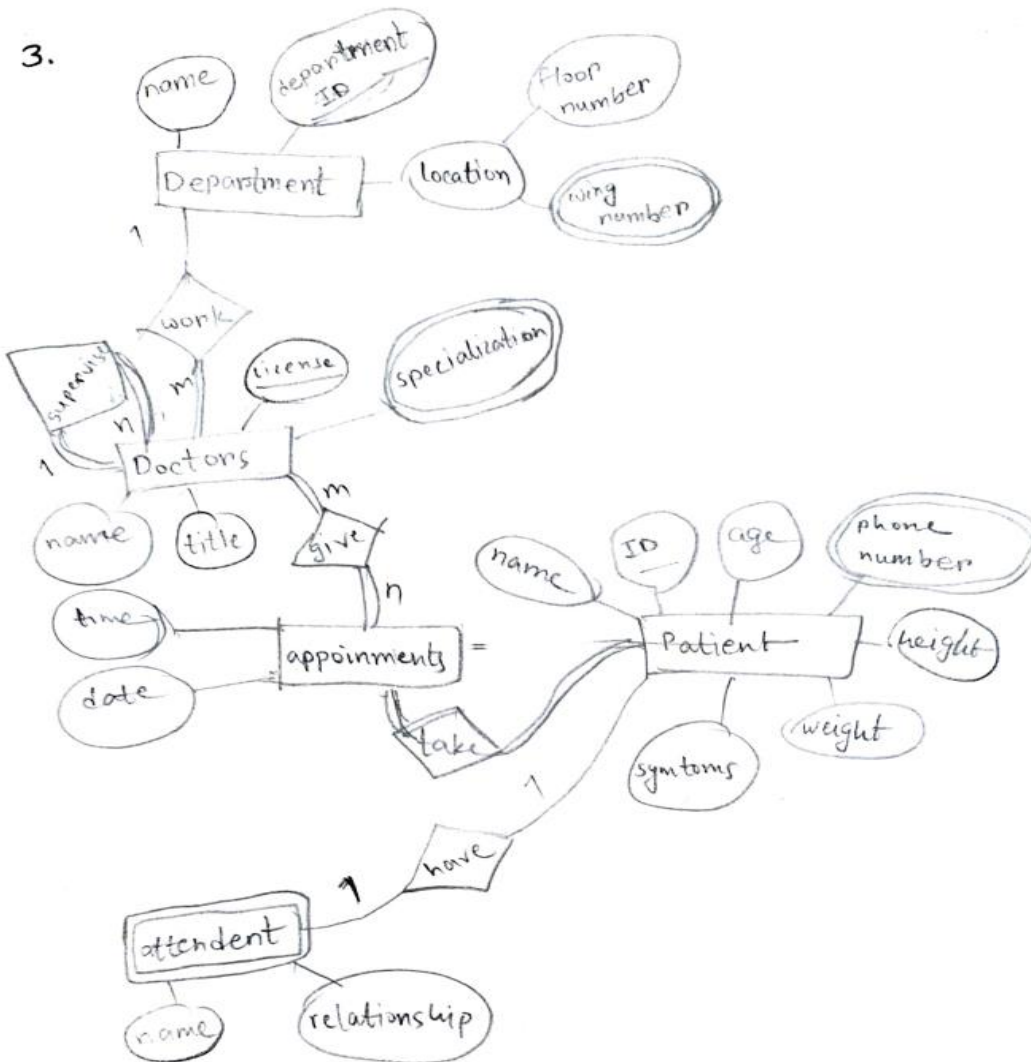 3.
name
department
ID
Floor
number
Department
location
wing
number
1
work
supervise
m
n
1
license
specialization
Doctors
name
title
m
give
n
time
date
appoinments
=
name
ID
age
phone
number
Patient
height
weight
symtoms
take
1
have
1
attendent
name
relationship